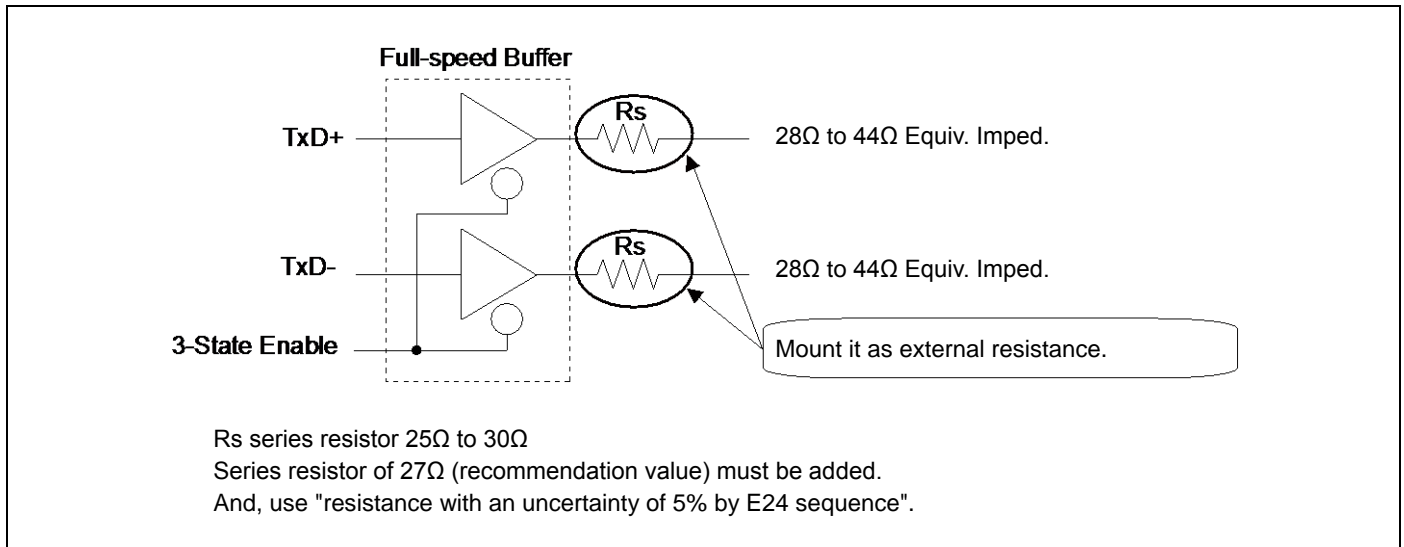 Full-speed Buffer
TxD+
Rs
28Ω to 44Ω Equiv. Imped.
TxD-
Rs
28Ω to 44Ω Equiv. Imped.
3-State Enable
Mount it as external resistance.
Rs series resistor 25Ω to 30Ω
Series resistor of 27Ω (recommendation value) must be added.
And, use "resistance with an uncertainty of 5% by E24 sequence".